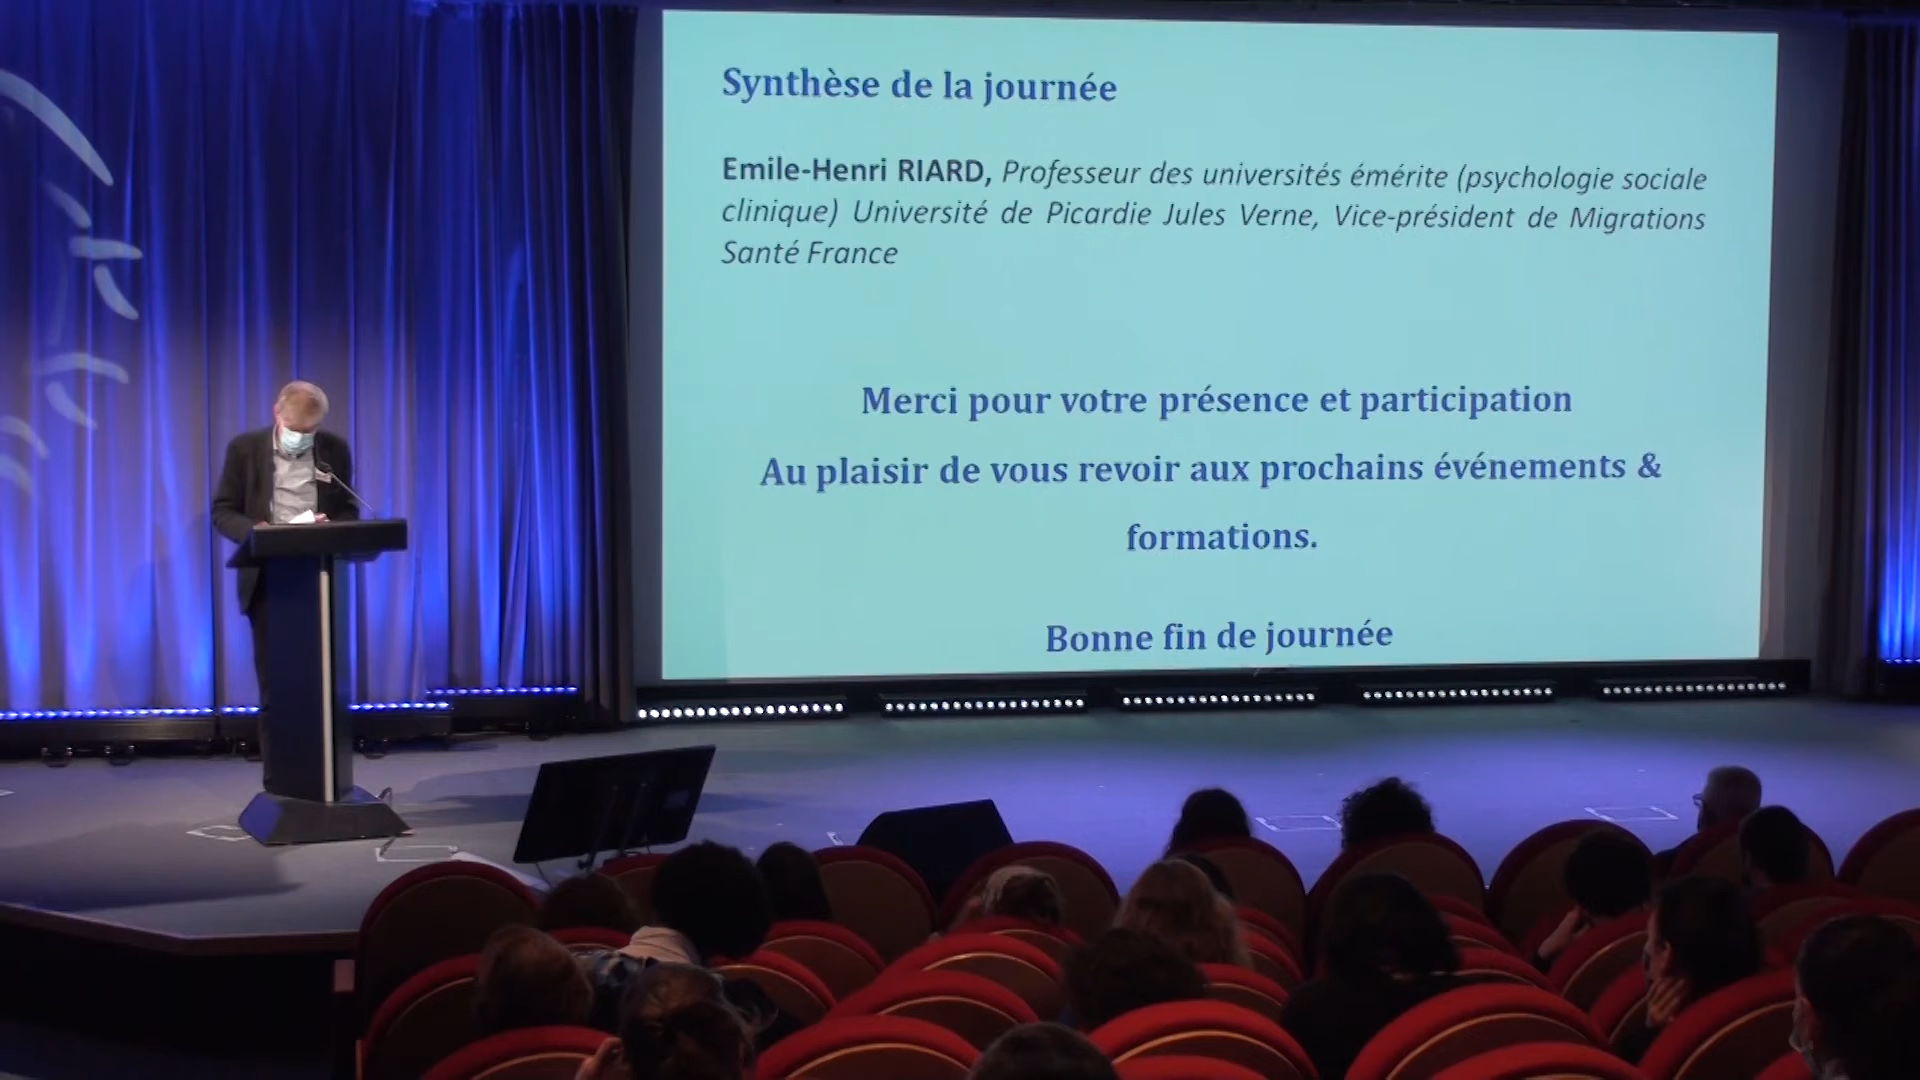 Synthèse de la journée
Emile-Henri RIARD, Professeur des universités émérite (psychologie sociale
clinique) Université de Picardie Jules Verne, Vice-président de Migrations
Santé France
Merci pour votre présence et participation
Au plaisir de vous revoir aux prochains événements &
formations.
Bonne fin de journée